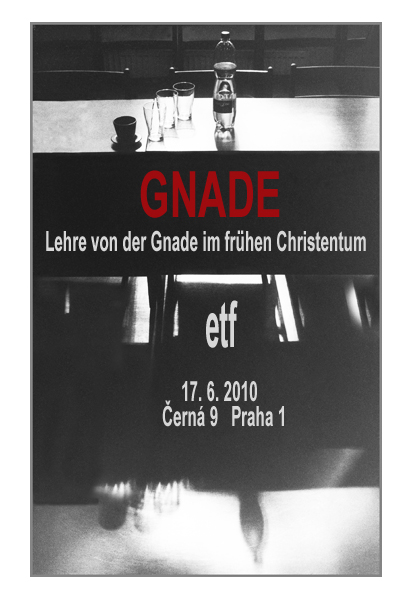 GNADE
Lehre von der Gnade im frühen Christentum
etf
17. 6. 2010
Černá 9 Praha 1